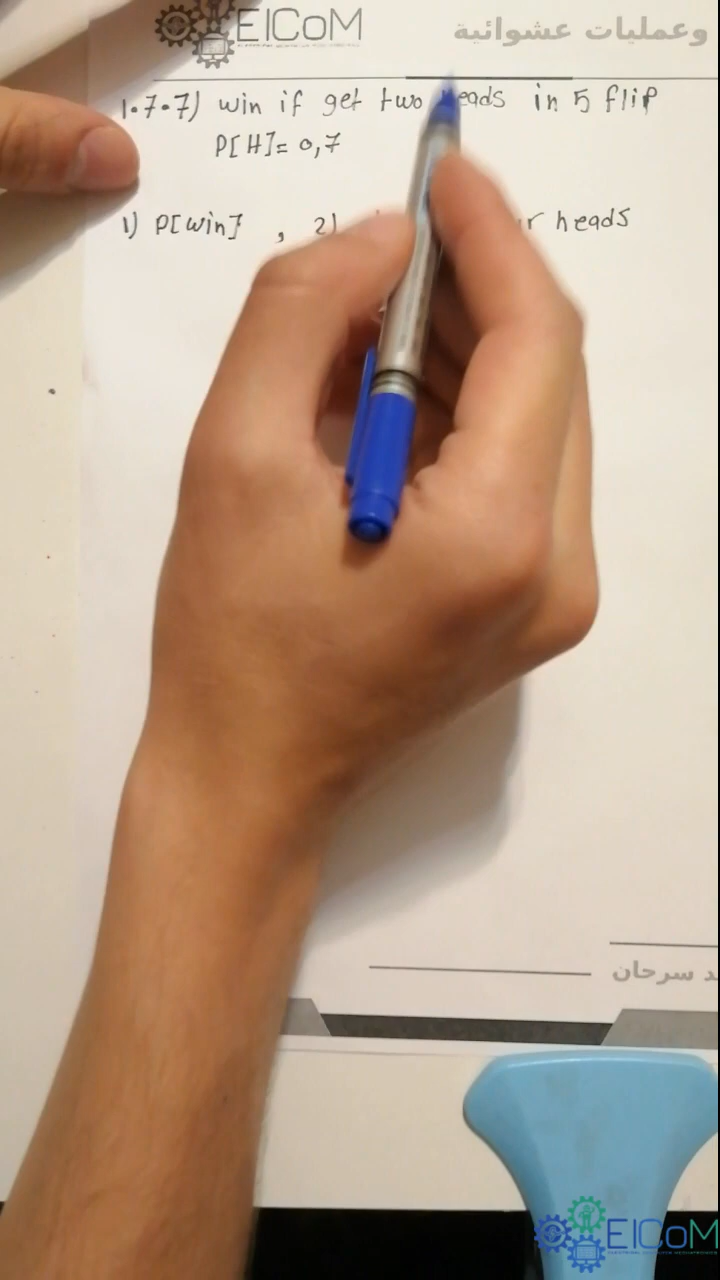 EICoM
وعمليات عشوائية
1.7.7) win if get two heads in 5 flip
P[H]= 0,7
1) P[win] , 2) heads
سرحان
EICoM